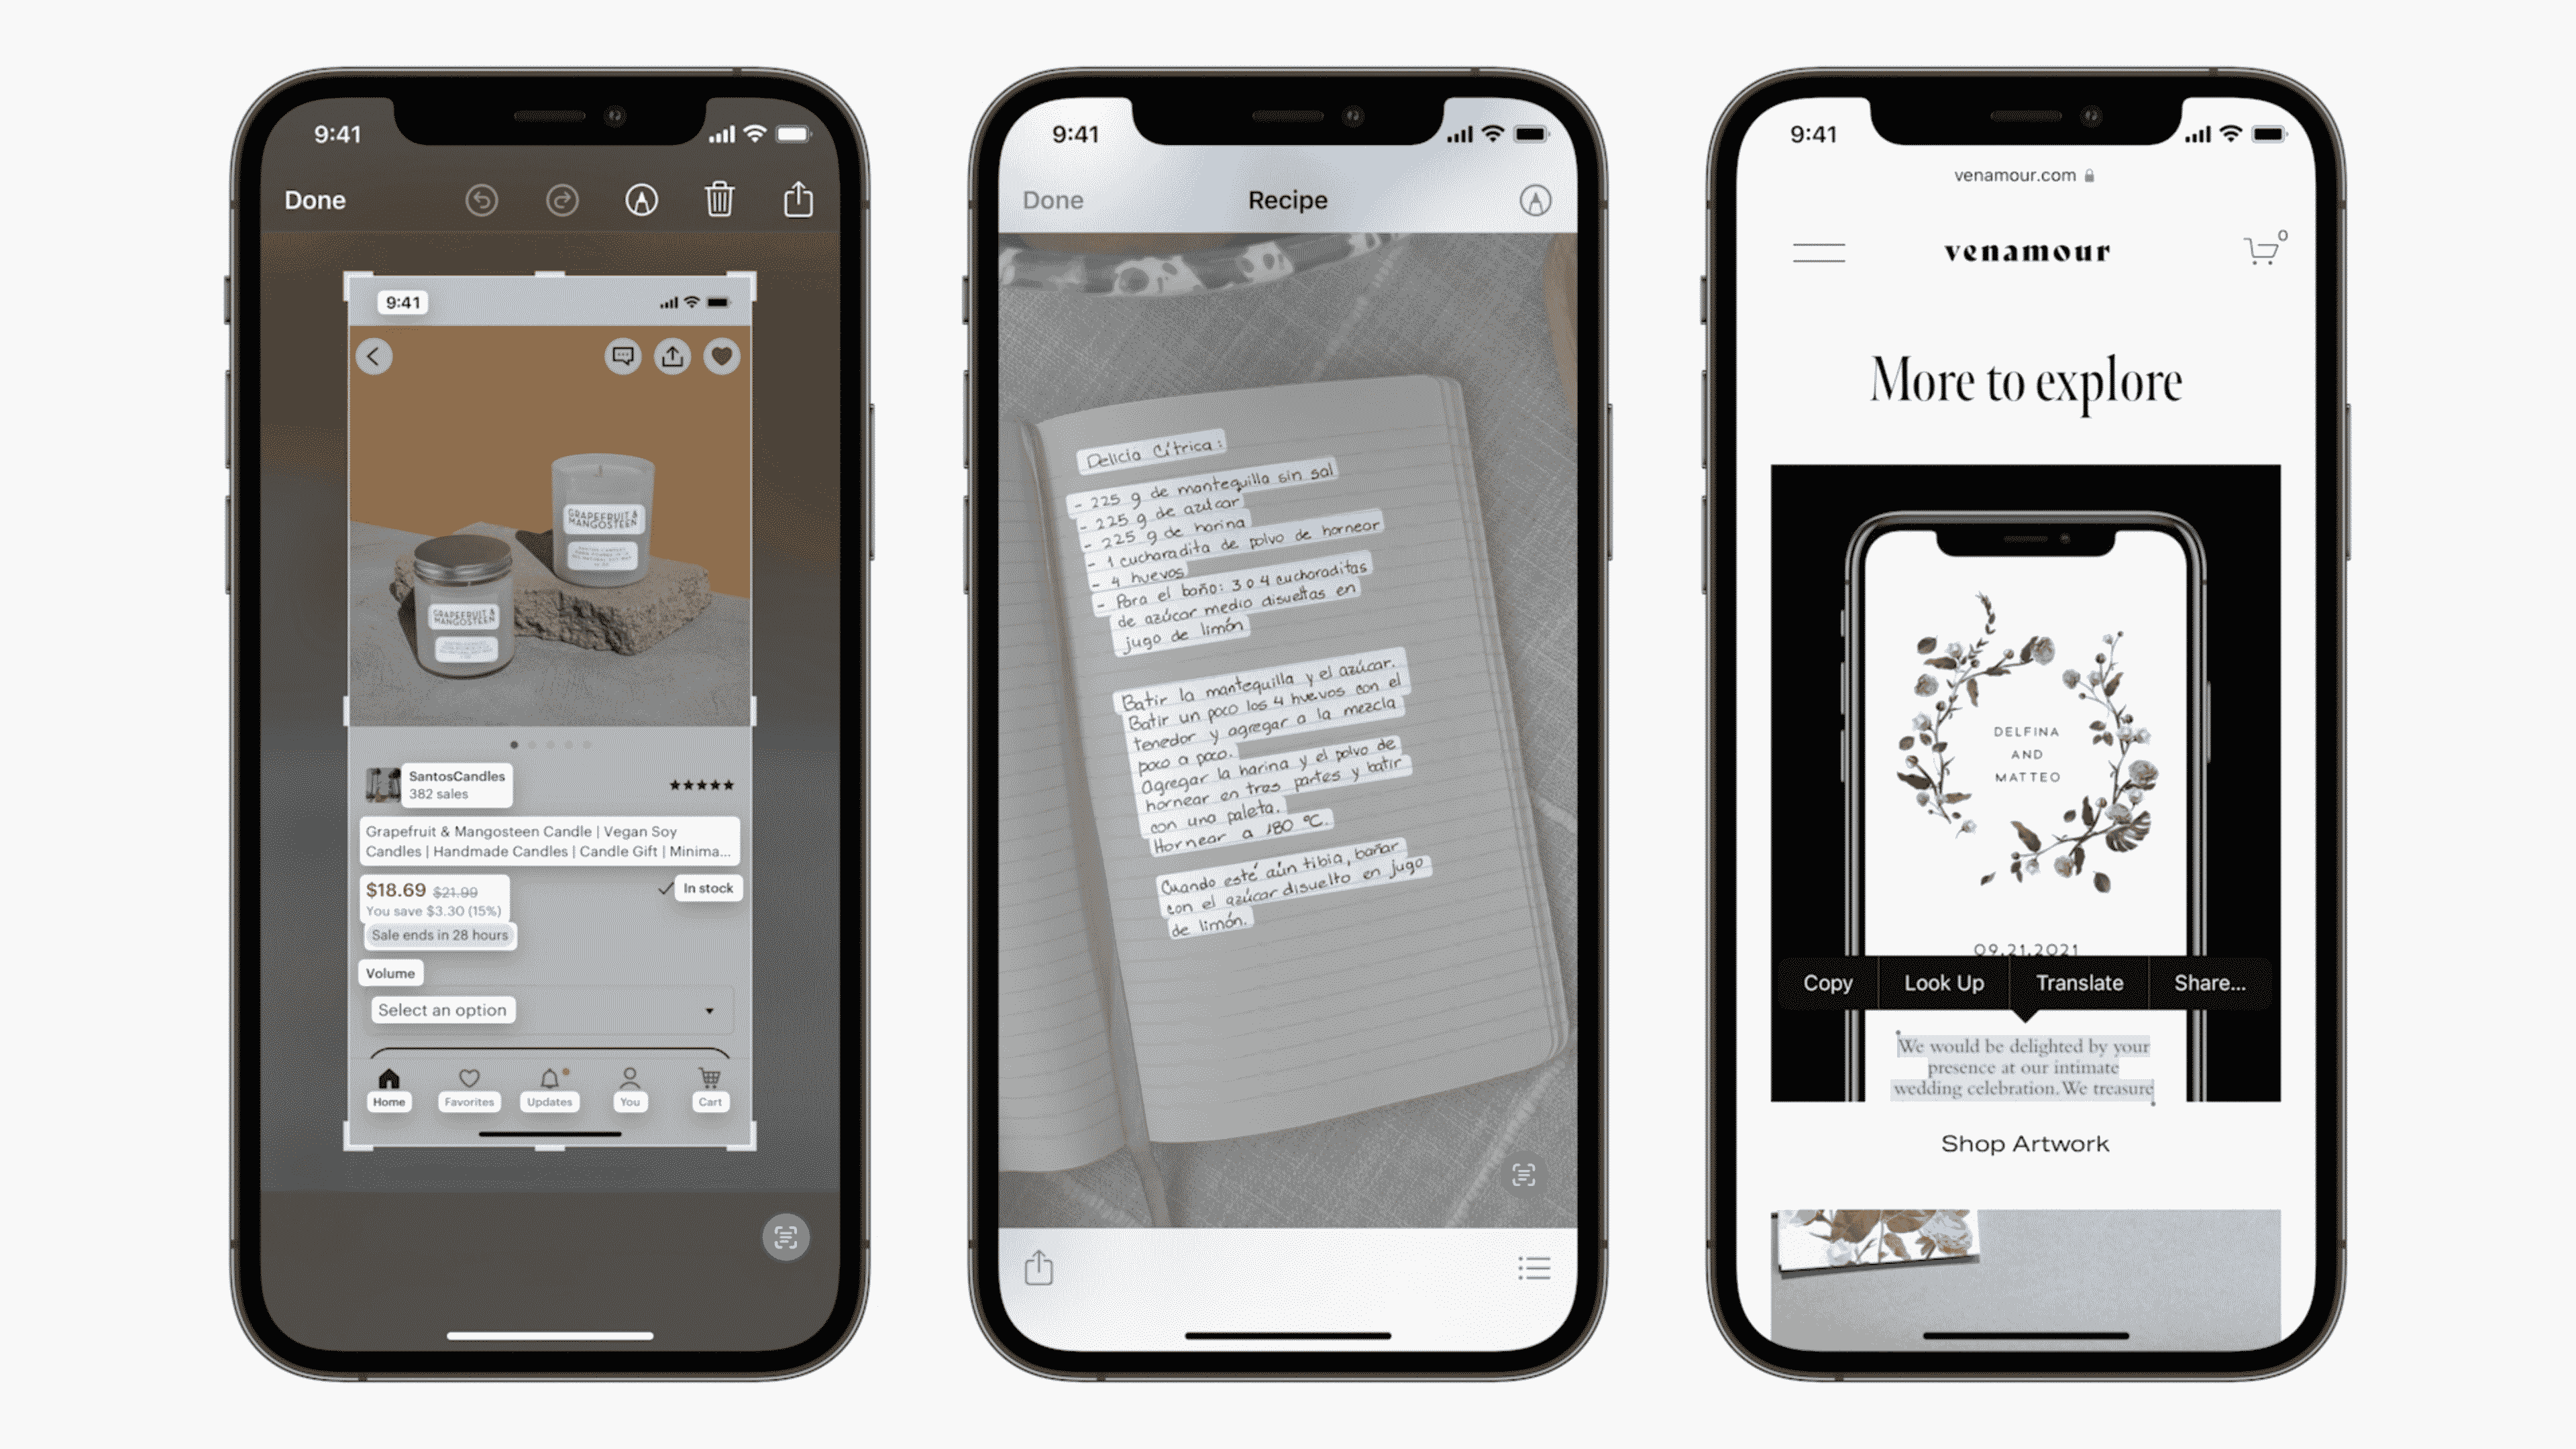 9:41
Done
9:41
GRAPEFRUIT &
MANGOSTEEN
GRAPEFRUIT &
MANGOSTEEN
SantosCandles
382 sales
Grapefruit & Mangosteen Candle | Vegan Soy
Candles | Handmade Candles | Candle Gift | Minima...
$18.69 $21.99
In stock
You save $3.30 (15%)
Sale ends in 28 hours
Volume
Select an option
Home Favorites Updates You Cart
9:41
Done Recipe
Delicia Cítrica:
- 225 g de mantequilla sin sal
- 225 g de azúcar
- 225 g de harina
- 1 cucharadita de polvo de hornear
- 4 huevos
- Para el baño: 3 o 4 cucharaditas
de azúcar medio disueltas en
jugo de limón
Batir la mantequilla y el azúcar.
Batir un poco los 4 huevos con el
tenedor y agregar a la mezcla
poco a poco.
Agregar la harina y el polvo de
hornear en tres partes y batir
con una paleta.
Hornear a 180 °C.
Cuando esté aún tibia, bañar
con el azúcar disuelto en jugo
de limón.
9:41
venamour.com
venamour
0
More to explore
DELFINA
AND
MATTEO
09.21.2021
Copy Look Up Translate Share...
We would be delighted by your
presence at our intimate
wedding celebration. We treasure
Shop Artwork